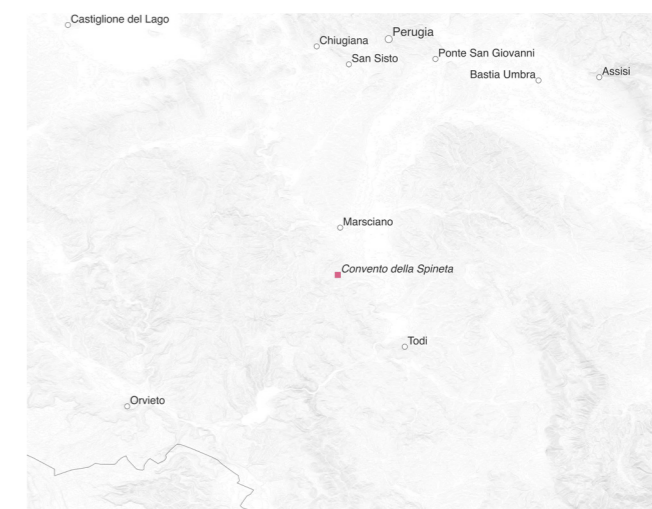 Castiglione del Lago
Perugia
Chiugiana
Ponte San Giovanni
San Sisto
Assisi
Bastia Umbra
Marsciano
Convento della Spineta
Todi
Orvieto